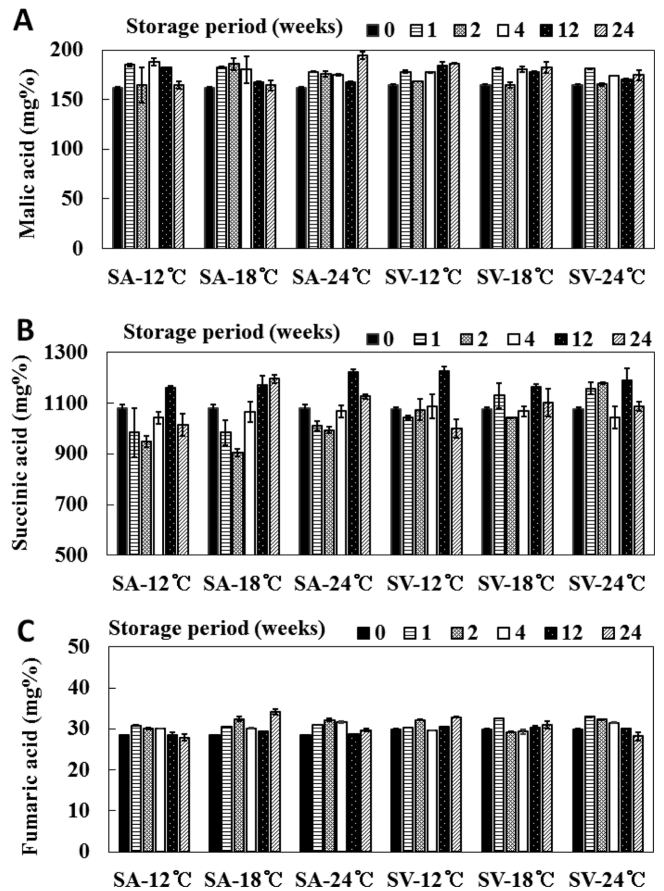 A
Storage period (weeks) 0 1 2 4 12 24
Malic acid (mg%)
200
150
100
50
0
SA-12℃ SA-18℃ SA-24℃ SV-12℃ SV-18℃ SV-24℃
B
Storage period (weeks) 0 1 2 4 12 24
Succinic acid (mg%)
1300
1100
900
700
500
SA-12℃ SA-18℃ SA-24℃ SV-12℃ SV-18℃ SV-24℃
C
Storage period (weeks) 0 1 2 4 12 24
Fumaric acid (mg%)
50
40
30
20
10
0
SA-12℃ SA-18℃ SA-24℃ SV-12℃ SV-18℃ SV-24℃